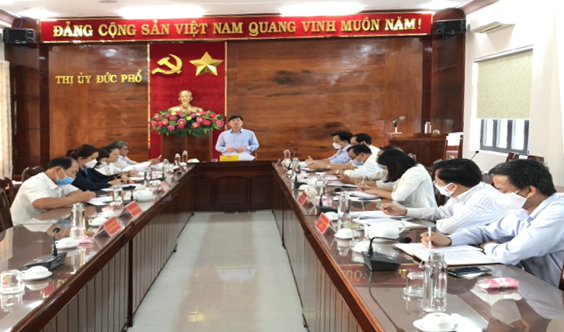 ĐẢNG CỘNG SẢN VIỆT NAM QUANG VINH MUÔN NĂM!
THỊ ỦY ĐỨC PHỔ